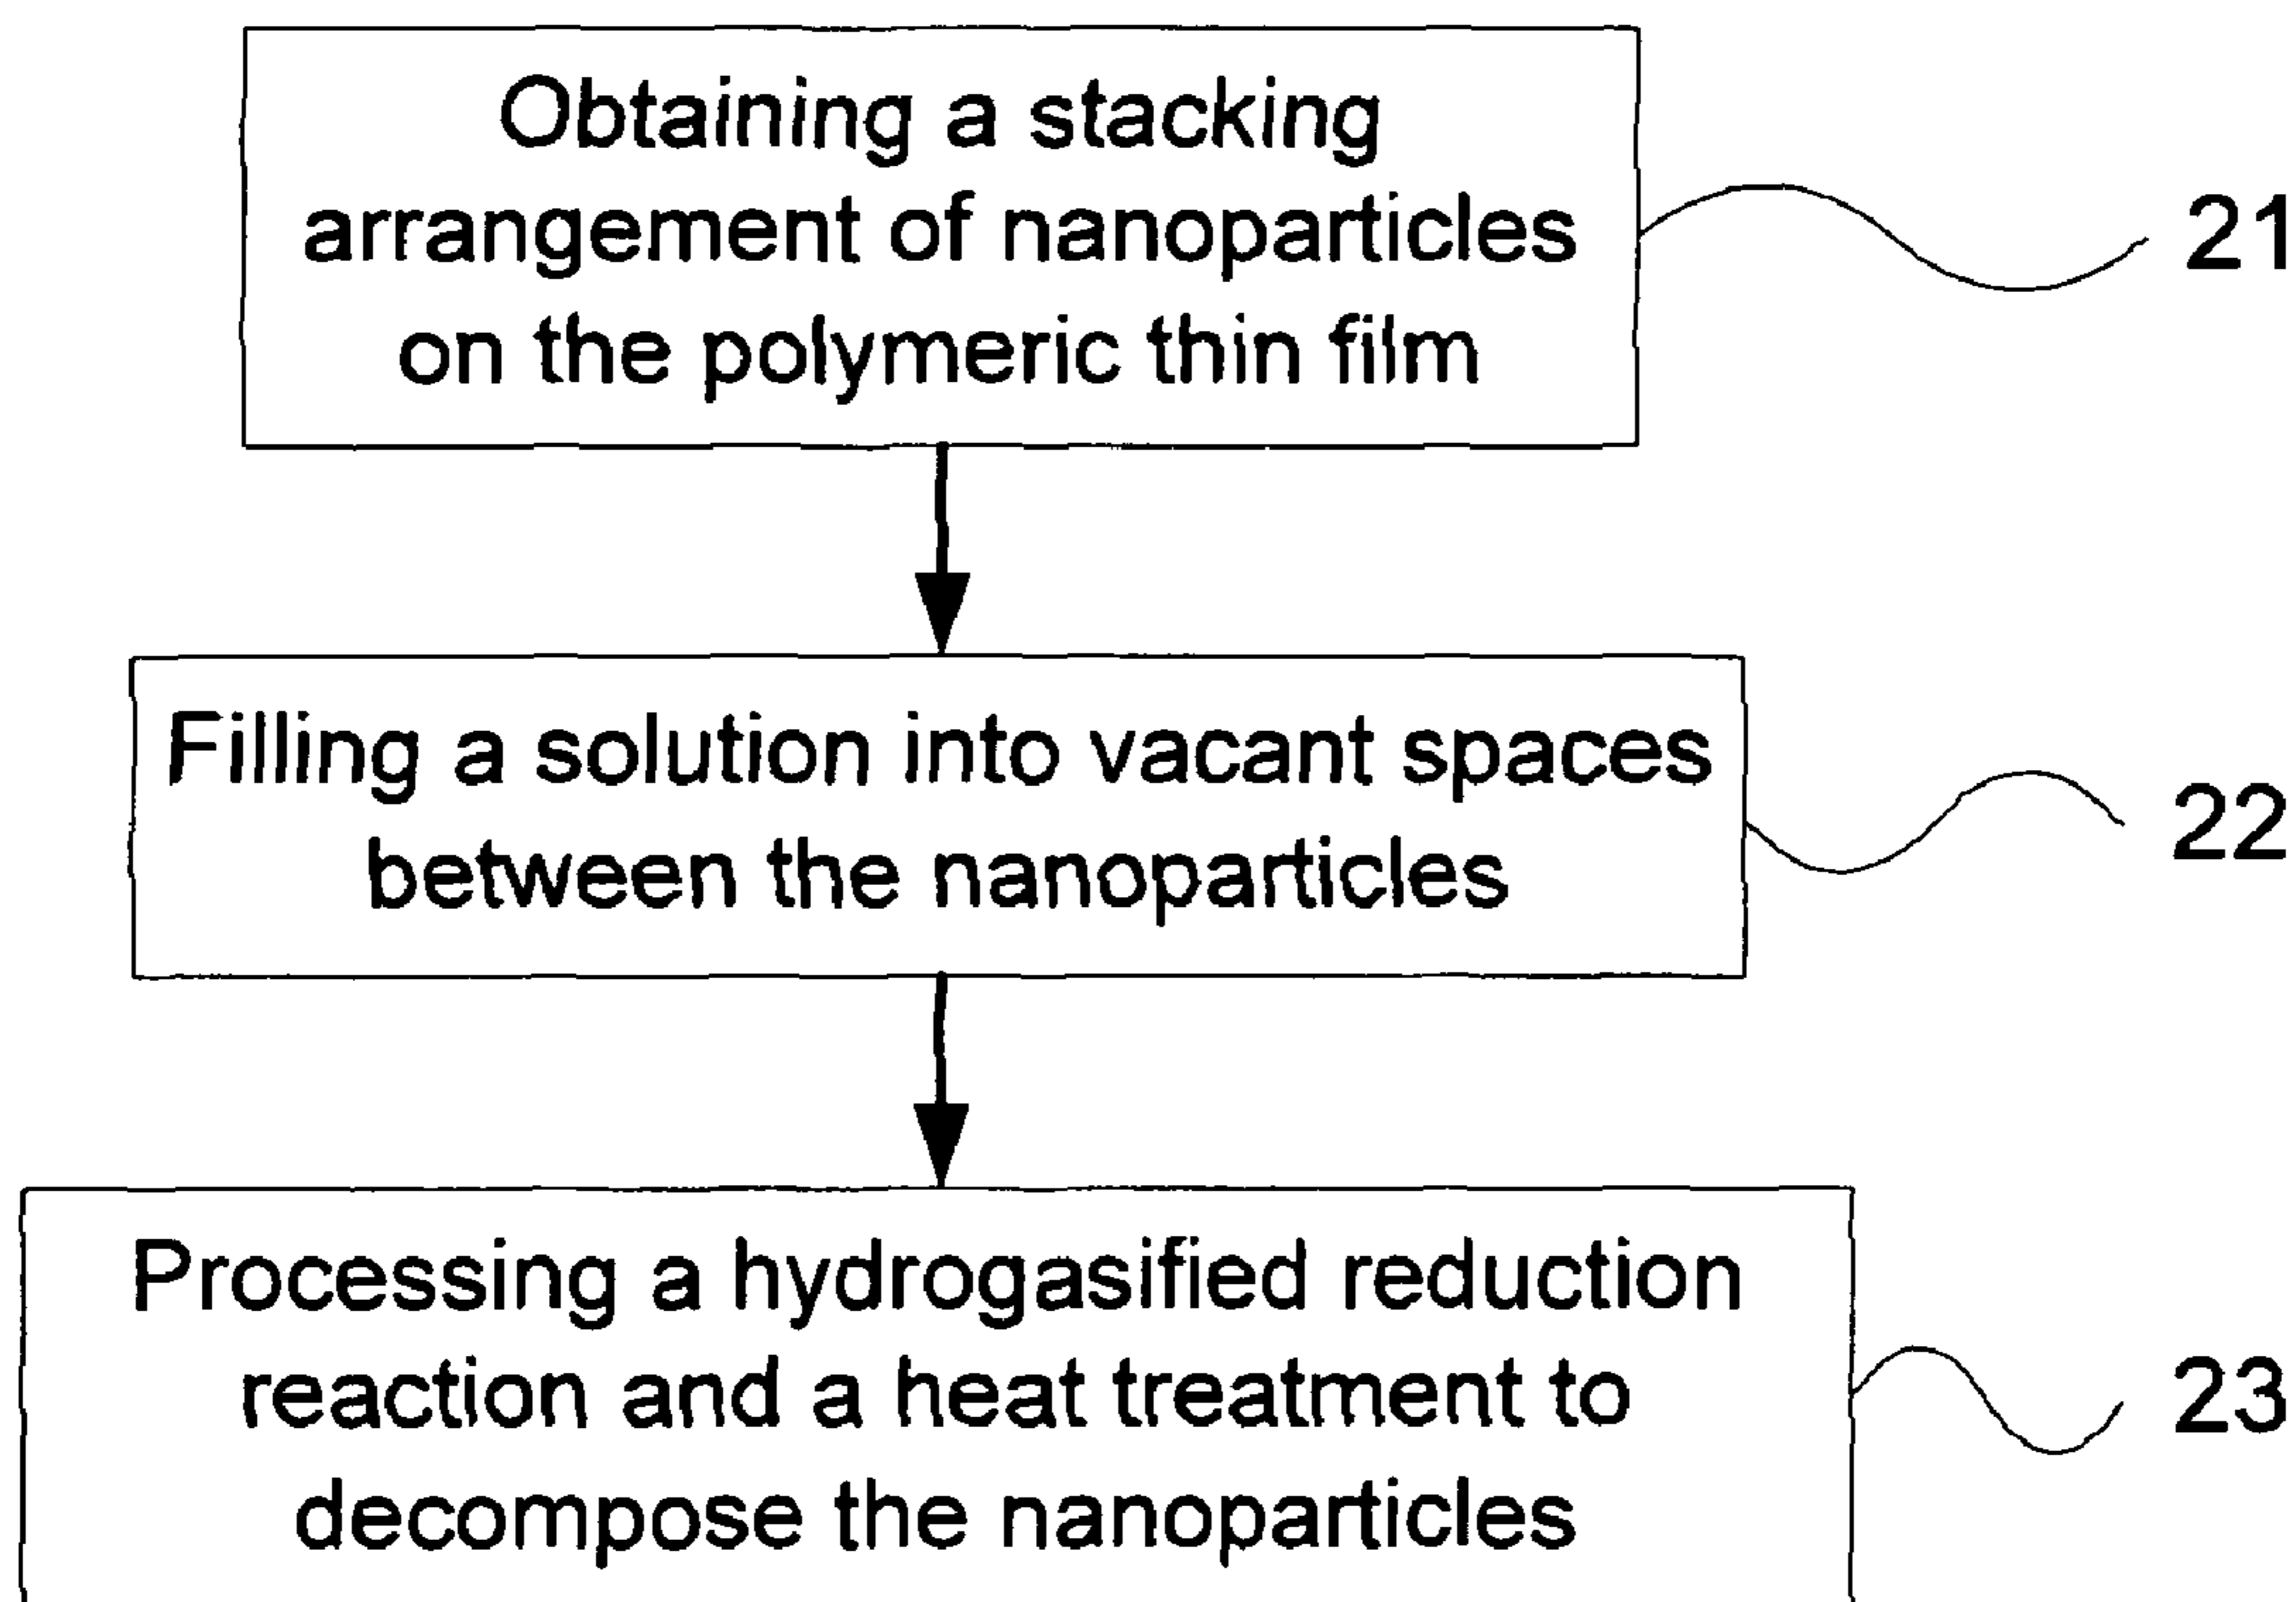 Obtaining a stacking
arrangement of nanoparticles
on the polymeric thin film
21
Filling a solution into vacant spaces
between the nanoparticles
22
Processing a hydrogasified reduction
reaction and a heat treatment to
decompose the nanoparticles
23